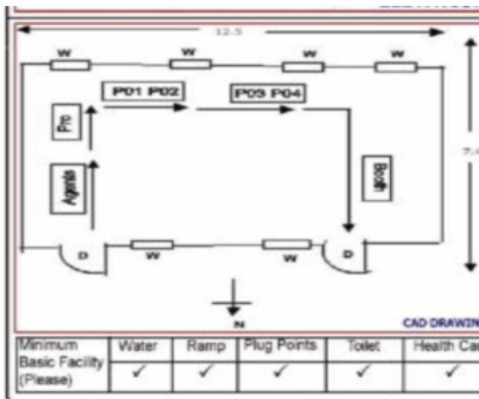 12.5
W W W W
P01 P02 P03 P04
Pro
Agents
Booth
D D
W W
N
CAD DRAWIN
Minimum Basic Facility (Please) Water Ramp Plug Points Toilet Health Ca
✓ ✓ ✓ ✓ ✓